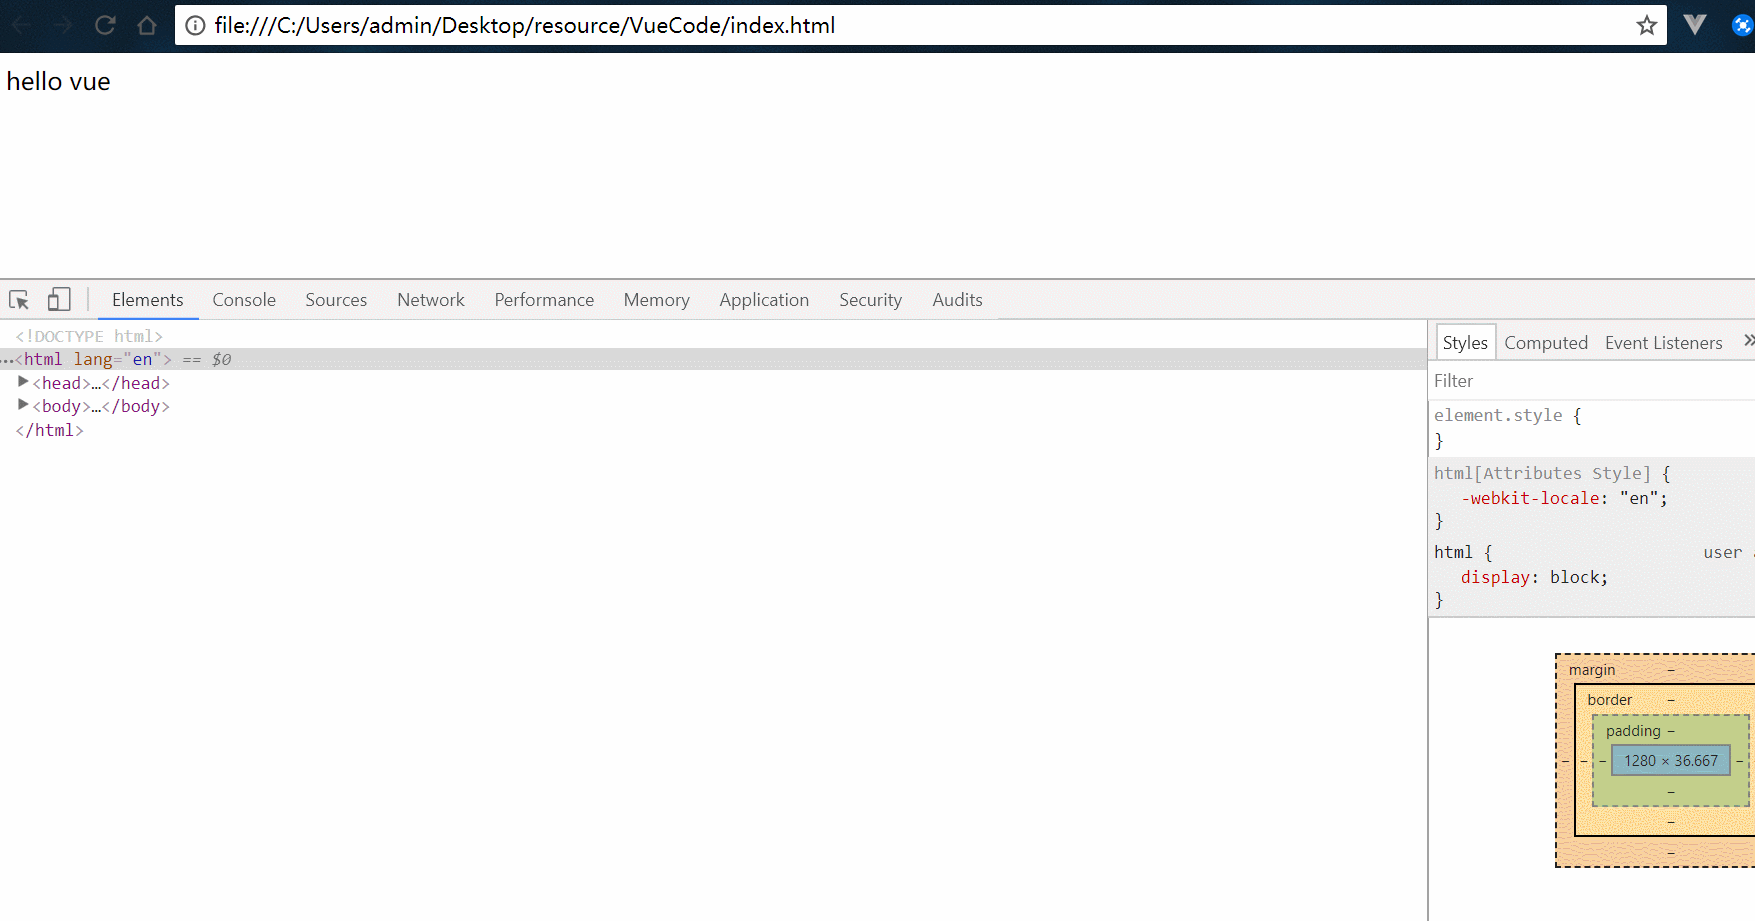 file:///C:/Users/admin/Desktop/resource/VueCode/index.html
hello vue
Elements Console Sources Network Performance Memory Application Security Audits
<!DOCTYPE html>
…<html lang="en"> == $0
▶<head>…</head>
▶<body>…</body>
</html>
Styles Computed Event Listeners »
Filter
element.style {
}
html[Attributes Style] {
-webkit-locale: "en";
}
html { user
display: block;
}
margin –
border –
padding –
– – – 1280 × 36.667 –
–
–
–